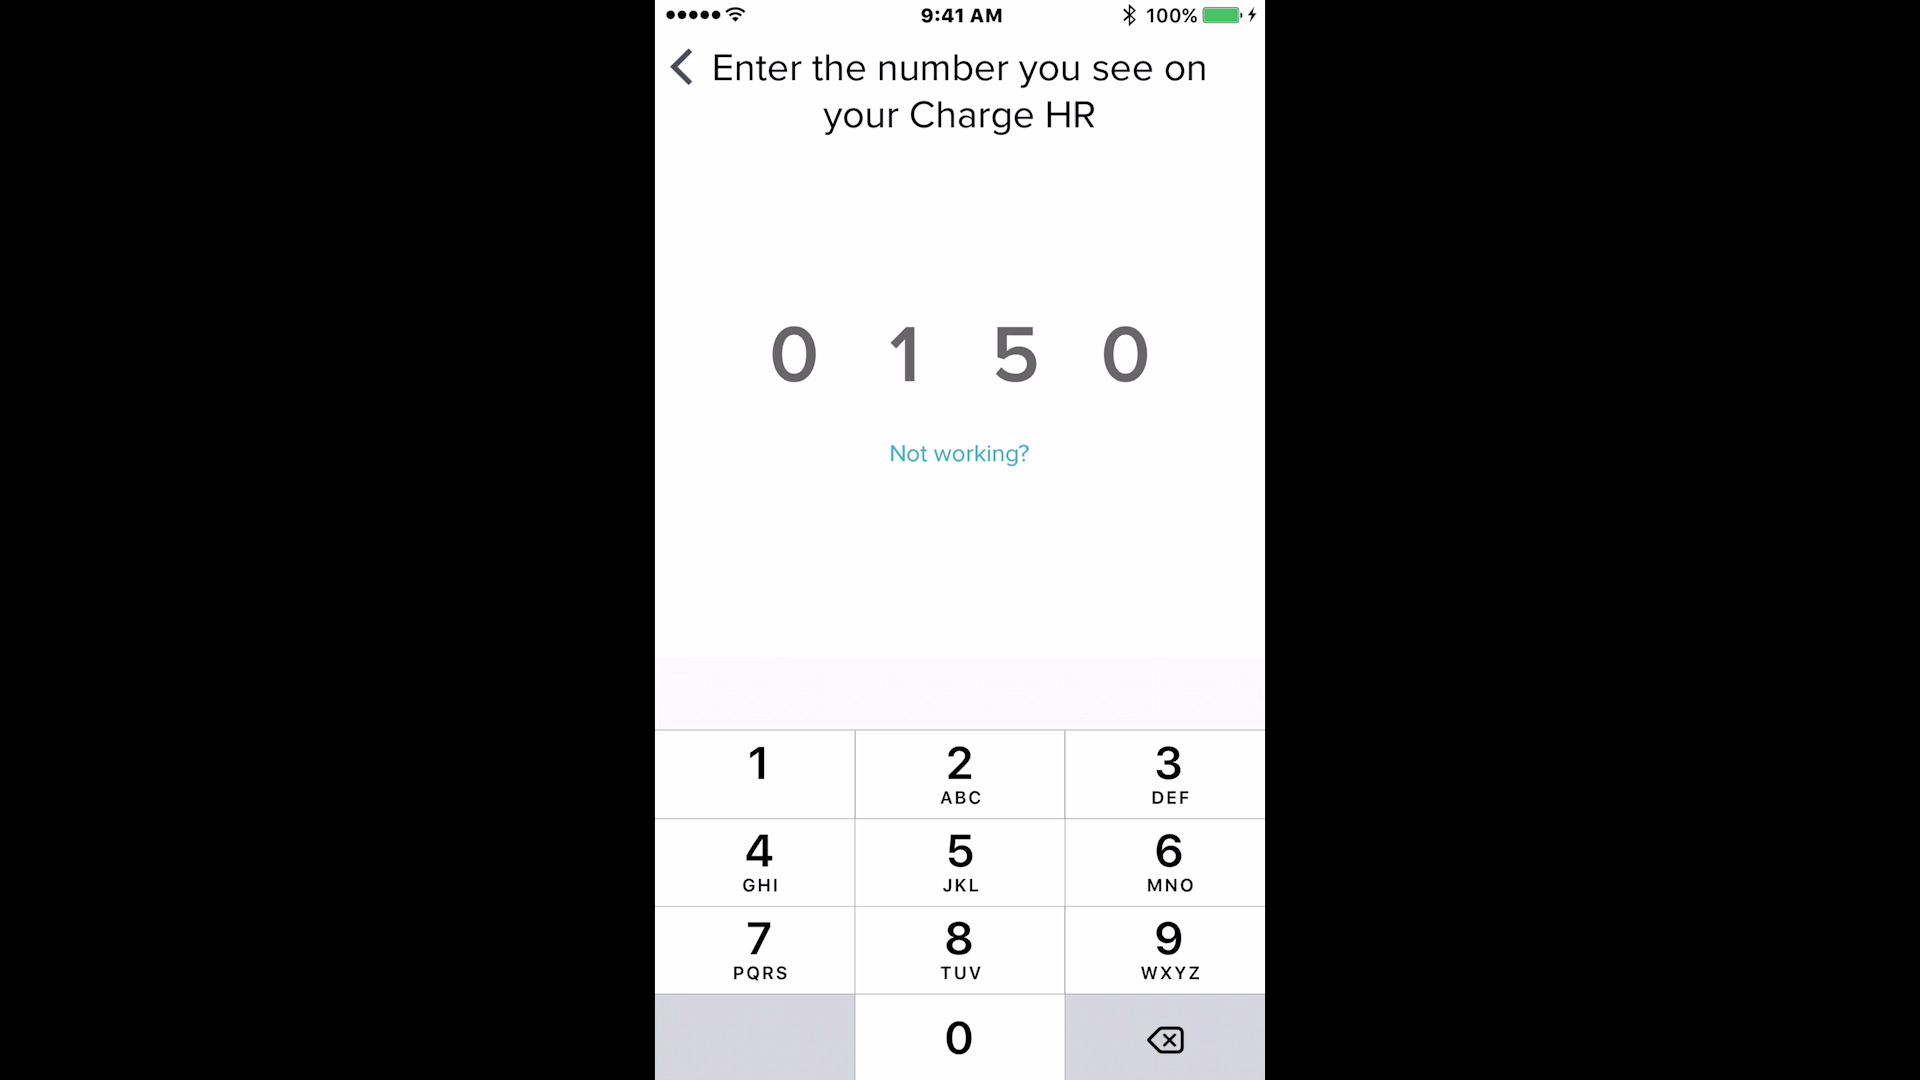 9:41 AM
100%
Enter the number you see on
your Charge HR
0 1 5 0
Not working?
1 2 3
ABC DEF
4 5 6
GHI JKL MNO
7 8 9
PQRS TUV WXYZ
0